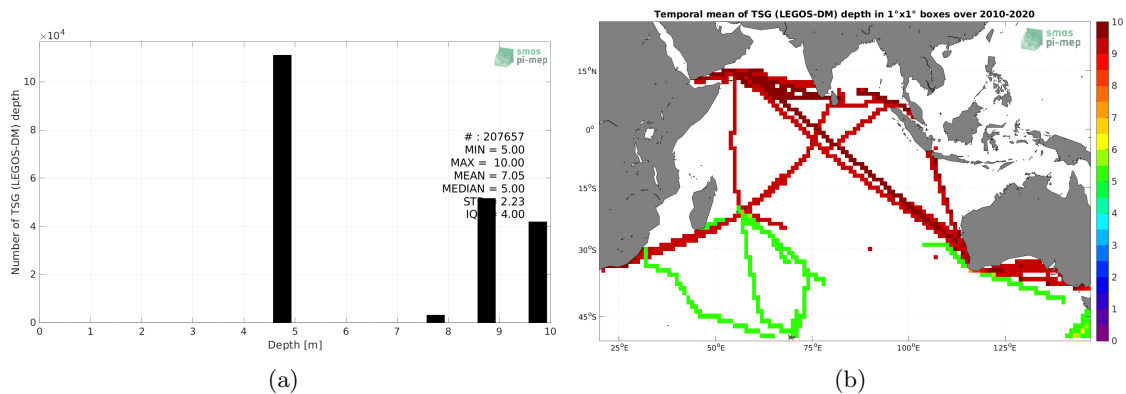 ×10⁴
smos
pi-mep
10
8
6
4
2
0
Number of TSG (LEGOS-DM) depth
# : 207657
MIN = 5.00
MAX = 10.00
MEAN = 7.05
MEDIAN = 5.00
2.23
4.00
0 1 2 3 4 5 6 7 8 9 10
Depth [m]
(a)
Temporal mean of TSG (LEGOS-DM) depth in 1°x1° boxes over 2010-2020
smos
pi-mep
15°N
0°
15°S
30°S
45°S
25°E 50°E 75°E 100°E 125°E
10
9
8
7
6
5
4
3
2
1
0
(b)